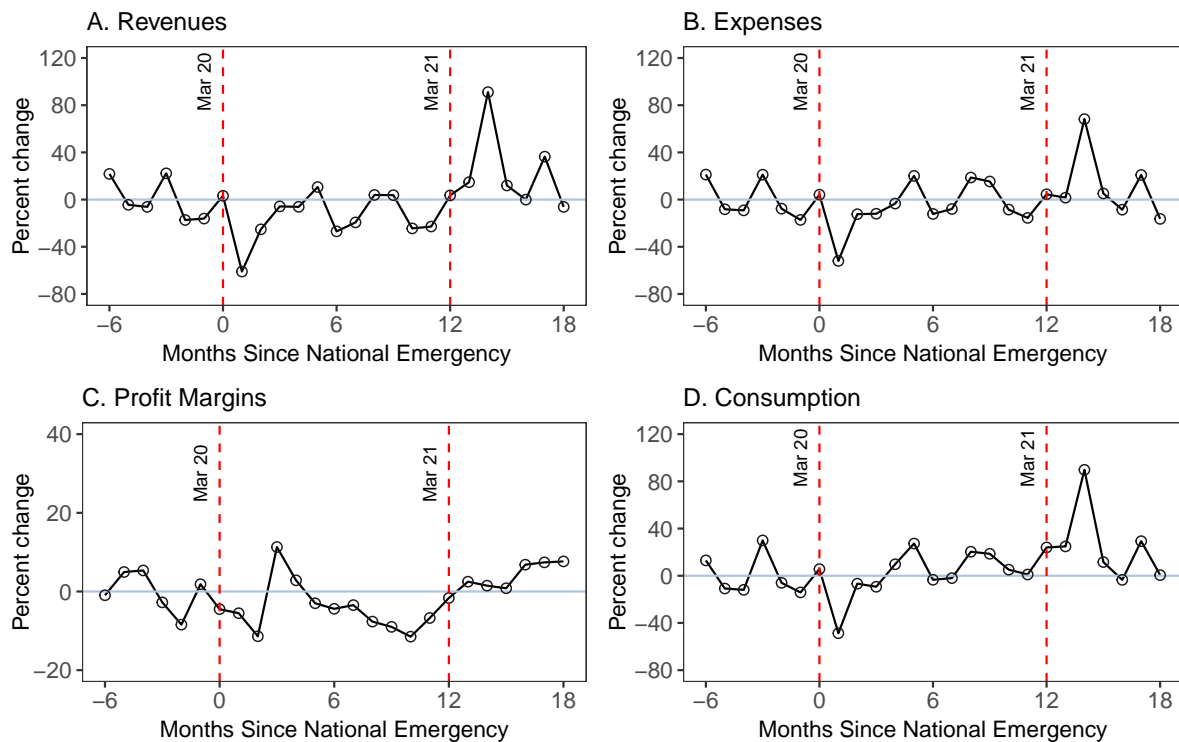 A. Revenues
120
80
40
0
−40
−80
Percent change
Mar 20
Mar 21
−6 0 6 12 18
Months Since National Emergency
B. Expenses
120
80
40
0
−40
−80
Percent change
Mar 20
Mar 21
−6 0 6 12 18
Months Since National Emergency
C. Profit Margins
40
20
0
−20
Percent change
Mar 20
Mar 21
−6 0 6 12 18
Months Since National Emergency
D. Consumption
120
80
40
0
−40
−80
Percent change
Mar 20
Mar 21
−6 0 6 12 18
Months Since National Emergency